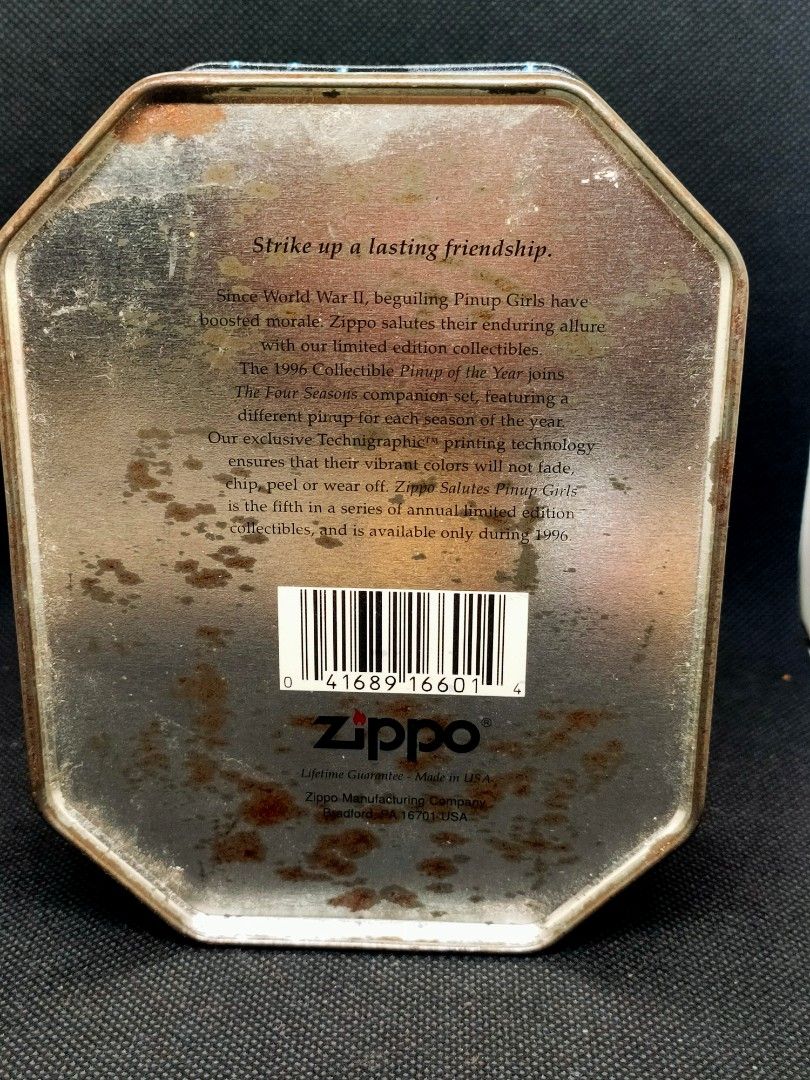 Strike up a lasting friendship.
Since World War II, beguiling Pinup Girls have
boosted morale. Zippo salutes their enduring allure
with our limited edition collectibles.
The 1996 Collectible Pinup of the Year joins
The Four Seasons companion set, featuring a
different pinup for each season of the year.
Our exclusive Technigraphic™ printing technology
ensures that their vibrant colors will not fade,
chip, peel or wear off. Zippo Salutes Pinup Girls
is the fifth in a series of annual limited edition
collectibles, and is available only during 1996.
0 41689 16601 4
zippo®
Lifetime Guarantee - Made in USA
Zippo Manufacturing Company
Bradford, PA 16701 USA